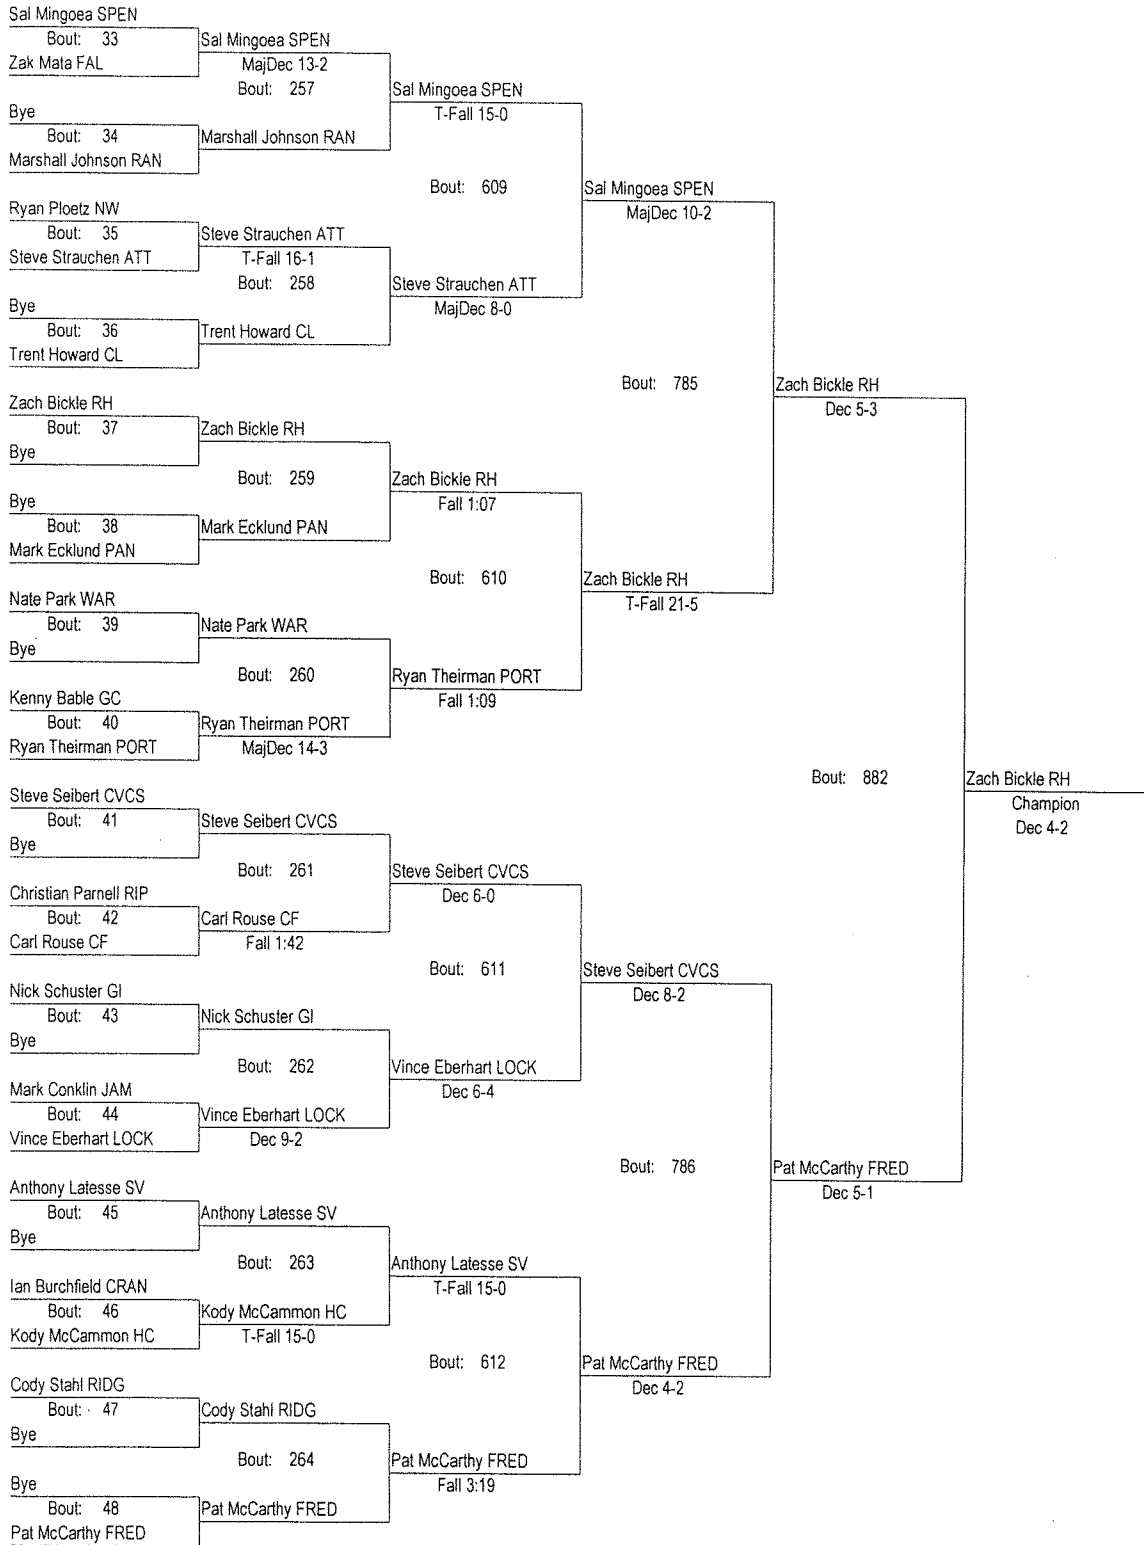 Sal Mingoea SPEN
Bout: 33
Zak Mata FAL
Sal Mingoea SPEN
MajDec 13-2
Bout: 257
Bye
Bout: 34
Marshall Johnson RAN
Marshall Johnson RAN
Sal Mingoea SPEN
T-Fall 15-0
Bout: 609
Ryan Ploetz NW
Bout: 35
Steve Strauchen ATT
Steve Strauchen ATT
T-Fall 16-1
Bout: 258
Bye
Bout: 36
Trent Howard CL
Trent Howard CL
Steve Strauchen ATT
MajDec 8-0
Sal Mingoea SPEN
MajDec 10-2
Bout: 785
Zach Bickle RH
Bout: 37
Bye
Zach Bickle RH
Bout: 259
Bye
Bout: 38
Mark Ecklund PAN
Mark Ecklund PAN
Zach Bickle RH
Fall 1:07
Bout: 610
Nate Park WAR
Bout: 39
Bye
Nate Park WAR
Bout: 260
Kenny Bable GC
Bout: 40
Ryan Theirman PORT
Ryan Theirman PORT
MajDec 14-3
Ryan Theirman PORT
Fall 1:09
Zach Bickle RH
T-Fall 21-5
Zach Bickle RH
Dec 5-3
Bout: 882
Zach Bickle RH
Champion
Dec 4-2
Steve Seibert CVCS
Bout: 41
Bye
Steve Seibert CVCS
Bout: 261
Christian Parnell RIP
Bout: 42
Carl Rouse CF
Carl Rouse CF
Fall 1:42
Steve Seibert CVCS
Dec 6-0
Bout: 611
Nick Schuster GI
Bout: 43
Bye
Nick Schuster GI
Bout: 262
Mark Conklin JAM
Bout: 44
Vince Eberhart LOCK
Vince Eberhart LOCK
Dec 9-2
Vince Eberhart LOCK
Dec 6-4
Steve Seibert CVCS
Dec 8-2
Bout: 786
Anthony Latesse SV
Bout: 45
Bye
Anthony Latesse SV
Bout: 263
Ian Burchfield CRAN
Bout: 46
Kody McCammon HC
Kody McCammon HC
T-Fall 15-0
Anthony Latesse SV
T-Fall 15-0
Bout: 612
Cody Stahl RIDG
Bout: 47
Bye
Cody Stahl RIDG
Bout: 264
Bye
Bout: 48
Pat McCarthy FRED
Pat McCarthy FRED
Pat McCarthy FRED
Fall 3:19
Pat McCarthy FRED
Dec 4-2
Pat McCarthy FRED
Dec 5-1